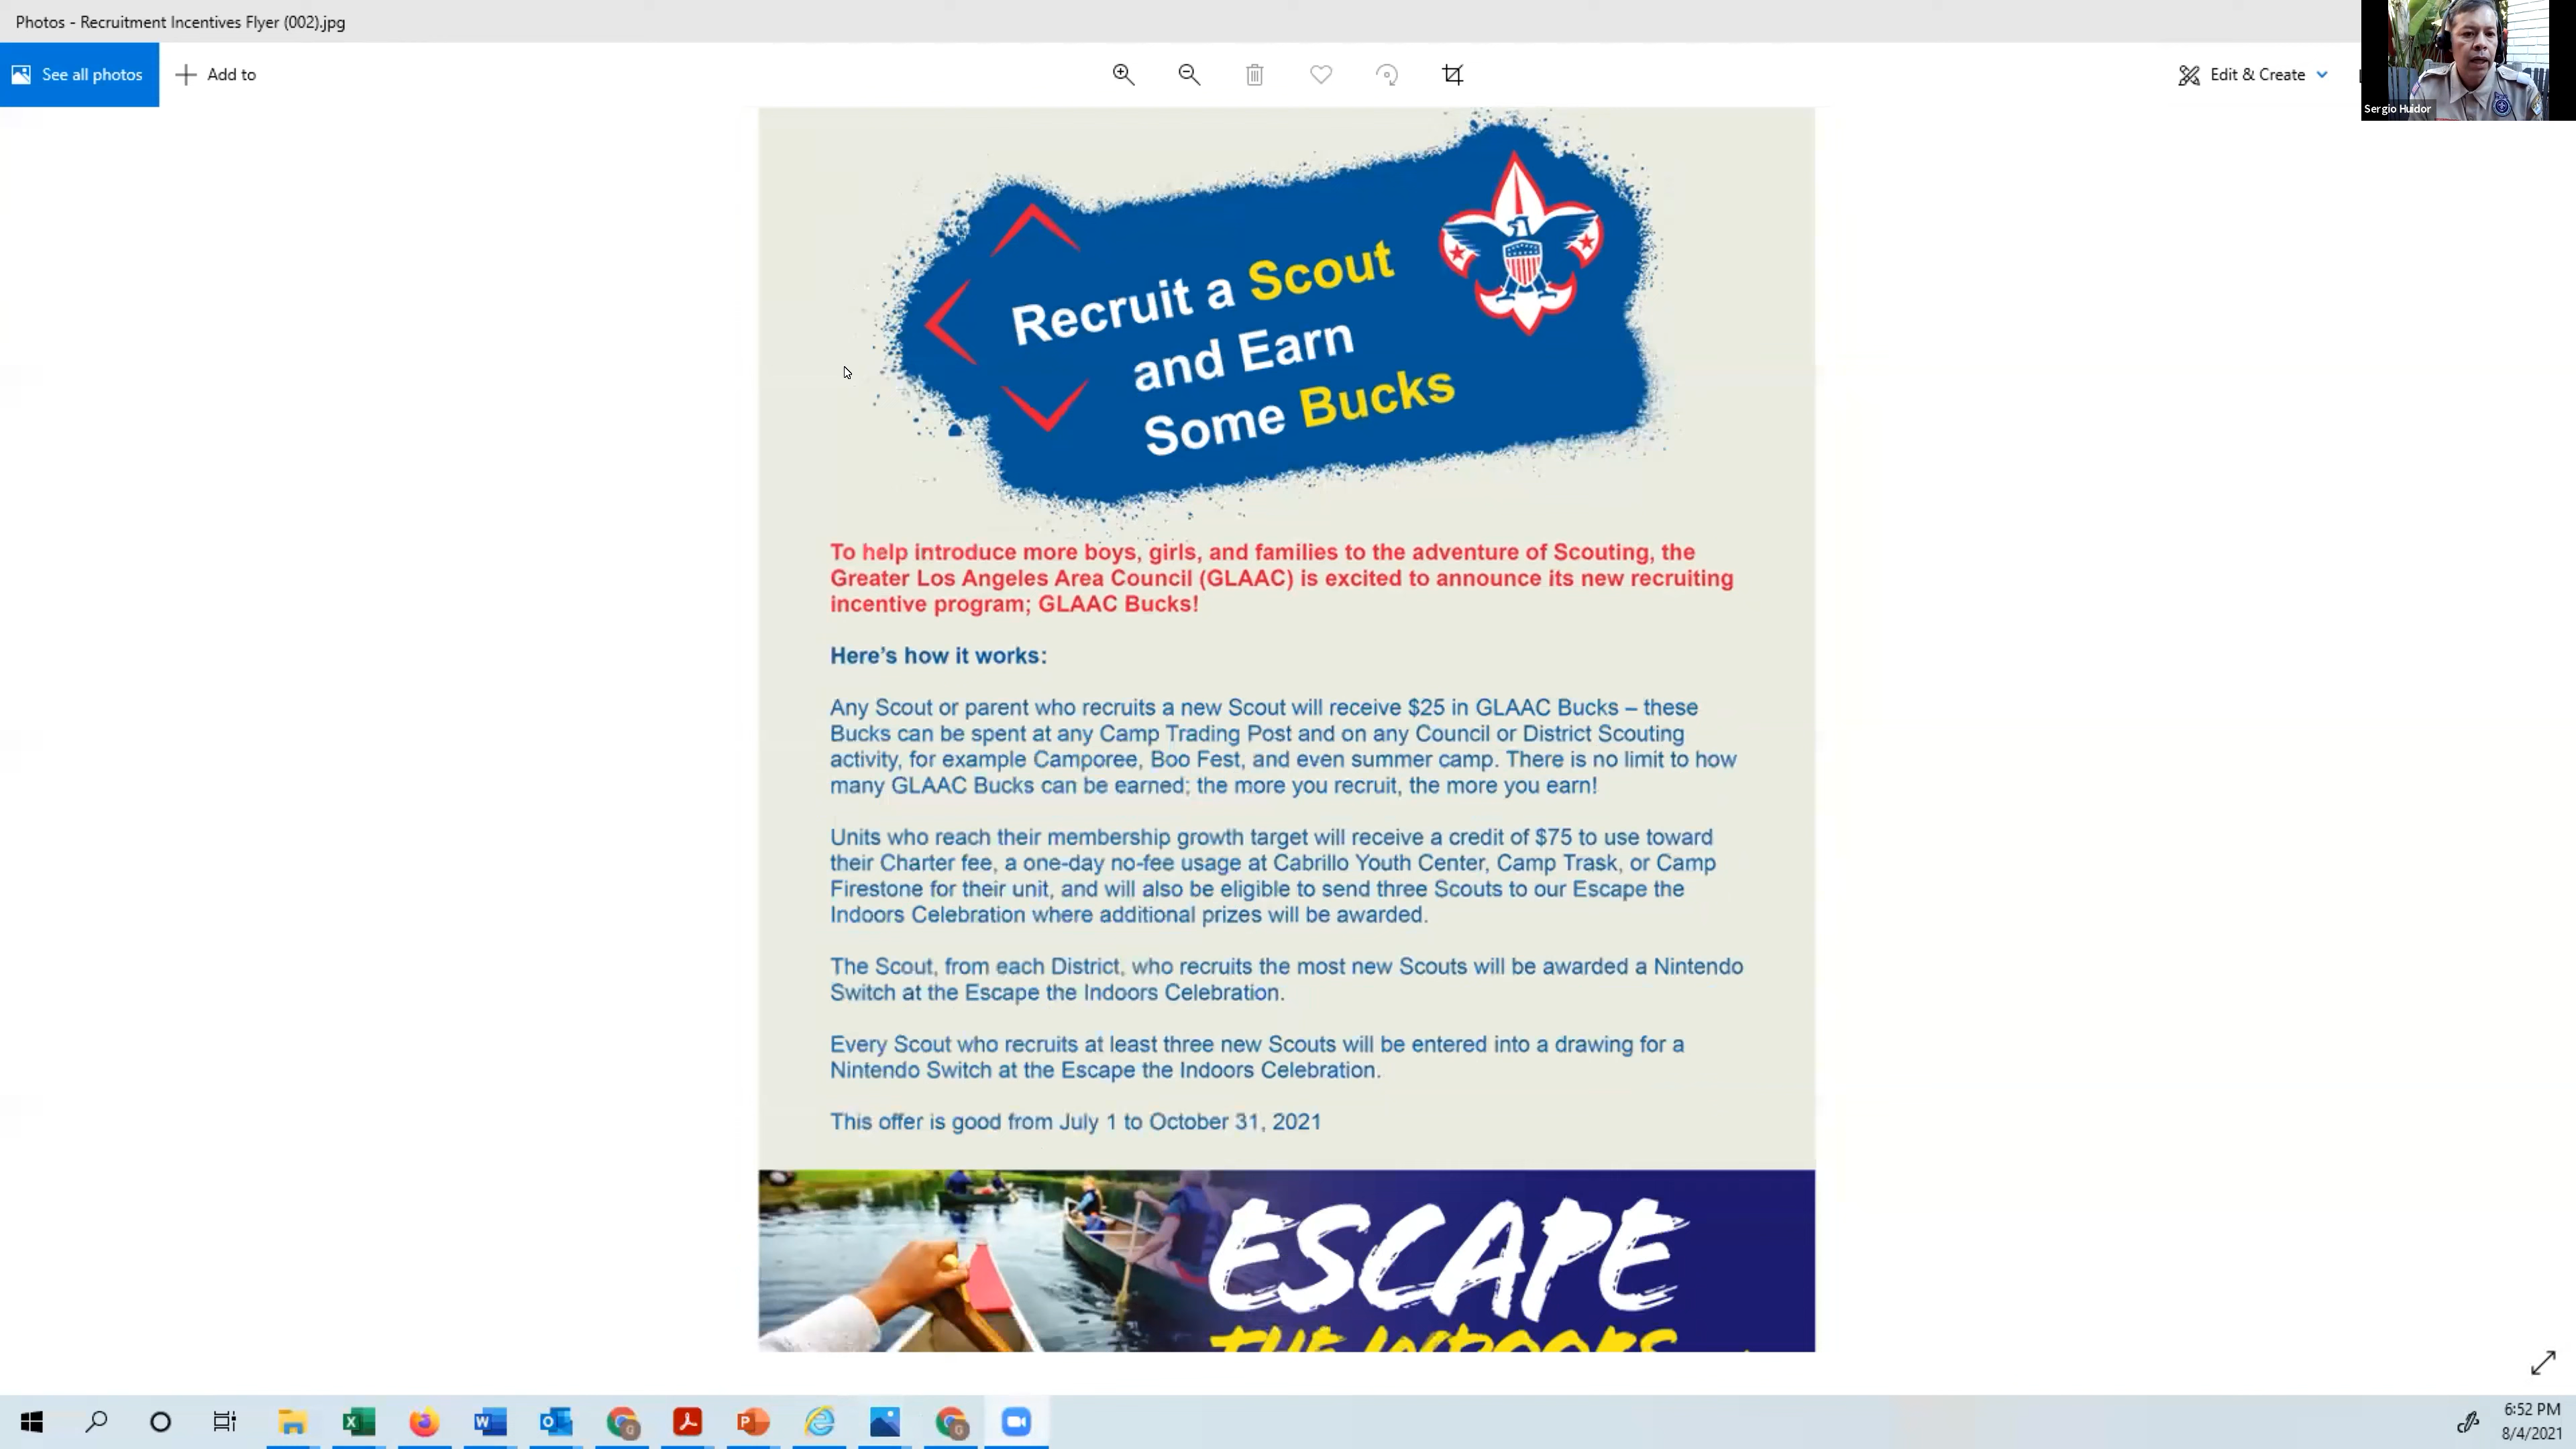 Photos - Recruitment Incentives Flyer (002).jpg
See all photos
Add to
Edit & Create
Sergio Huidor
Recruit a Scout
and Earn
Some Bucks
To help introduce more boys, girls, and families to the adventure of Scouting, the
Greater Los Angeles Area Council (GLAAC) is excited to announce its new recruiting
incentive program; GLAAC Bucks!
Here's how it works:
Any Scout or parent who recruits a new Scout will receive $25 in GLAAC Bucks – these
Bucks can be spent at any Camp Trading Post and on any Council or District Scouting
activity, for example Camporee, Boo Fest, and even summer camp. There is no limit to how
many GLAAC Bucks can be earned; the more you recruit, the more you earn!
Units who reach their membership growth target will receive a credit of $75 to use toward
their Charter fee, a one-day no-fee usage at Cabrillo Youth Center, Camp Trask, or Camp
Firestone for their unit, and will also be eligible to send three Scouts to our Escape the
Indoors Celebration where additional prizes will be awarded.
The Scout, from each District, who recruits the most new Scouts will be awarded a Nintendo
Switch at the Escape the Indoors Celebration.
Every Scout who recruits at least three new Scouts will be entered into a drawing for a
Nintendo Switch at the Escape the Indoors Celebration.
This offer is good from July 1 to October 31, 2021
ESCAPE
THE INDOORS
6:52 PM
8/4/2021